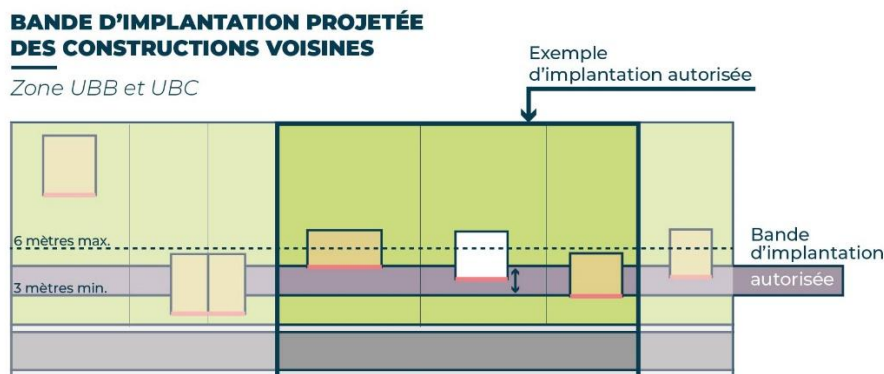 BANDE D’IMPLANTATION PROJETÉE
DES CONSTRUCTIONS VOISINES
Zone UBB et UBC
Exemple
d’implantation autorisée
6 mètres max.
3 mètres min.
Bande
d’implantation
autorisée